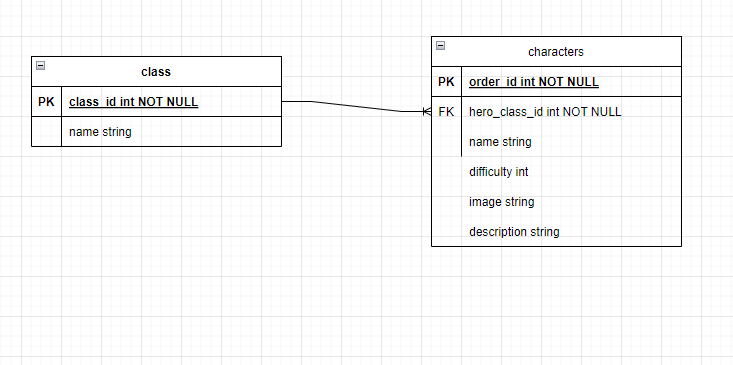 class
PK class_id int NOT NULL
name string
characters
PK order_id int NOT NULL
FK hero_class_id int NOT NULL
name string
difficulty int
image string
description string